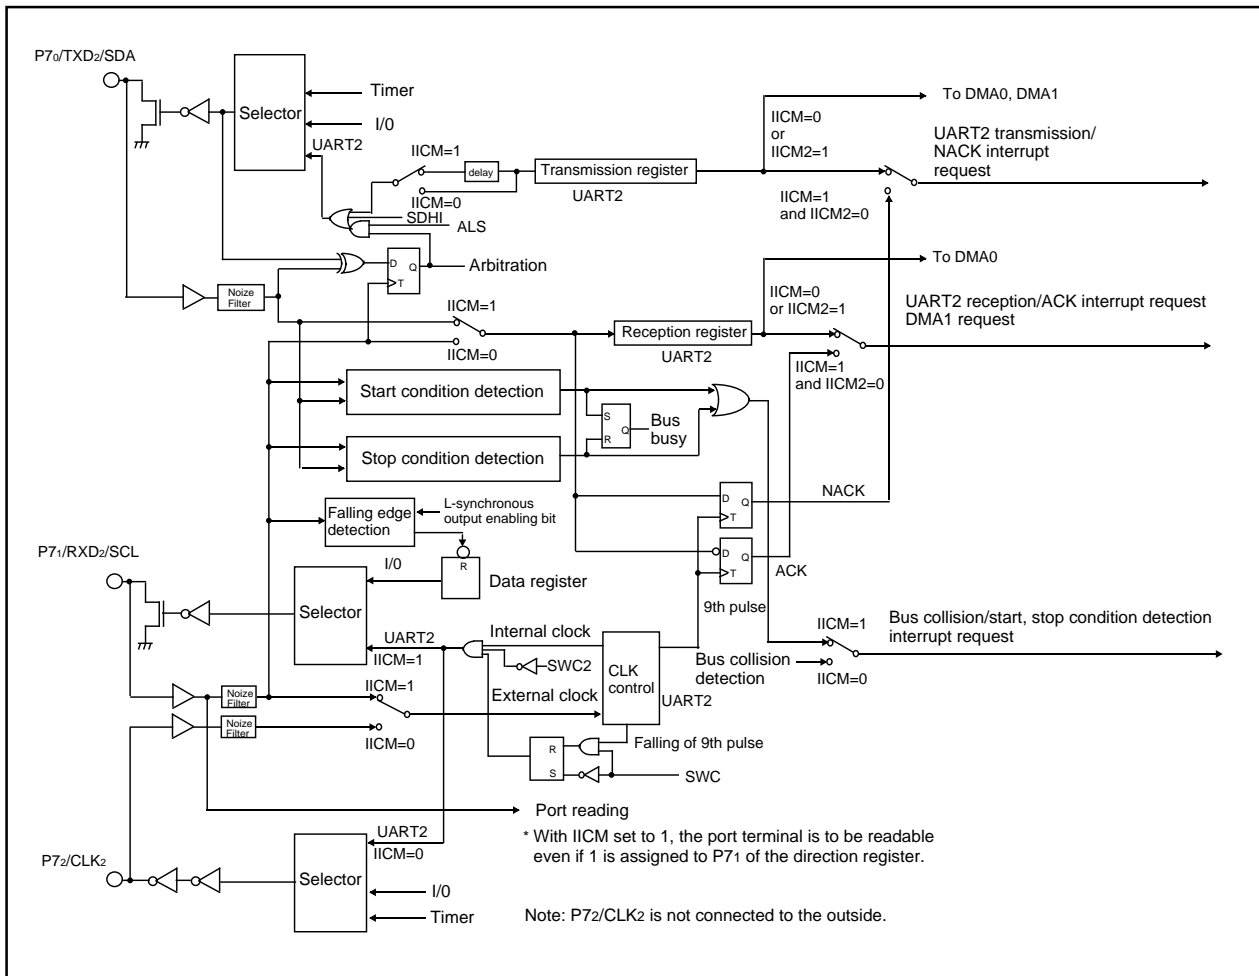 P70/TXD2/SDA
Selector
Timer
I/0
UART2
IICM=1
delay
IICM=0
Transmission register
UART2
SDHI
ALS
To DMA0, DMA1
IICM=0
or
IICM2=1
UART2 transmission/
NACK interrupt
request
IICM=1
and IICM2=0
D
Q
T
Arbitration
Noize
Filter
IICM=1
IICM=0
Reception register
UART2
To DMA0
IICM=0
or IICM2=1
UART2 reception/ACK interrupt request
DMA1 request
IICM=1
and IICM2=0
Start condition detection
S
Q
R
Bus
busy
Stop condition detection
Falling edge
detection
L-synchronous
output enabling bit
D
Q
T
NACK
D
Q
T
ACK
P71/RXD2/SCL
I/0
R
Data register
Selector
9th pulse
UART2
IICM=1
Internal clock
SWC2
CLK
control
UART2
External clock
Bus collision
detection
IICM=1
IICM=0
Bus collision/start, stop condition detection
interrupt request
Noize
Filter
IICM=1
Noize
Filter
IICM=0
R
S
Falling of 9th pulse
SWC
Port reading
* With IICM set to 1, the port terminal is to be readable
even if 1 is assigned to P71 of the direction register.
P72/CLK2
Selector
UART2
IICM=0
I/0
Timer
Note: P72/CLK2 is not connected to the outside.